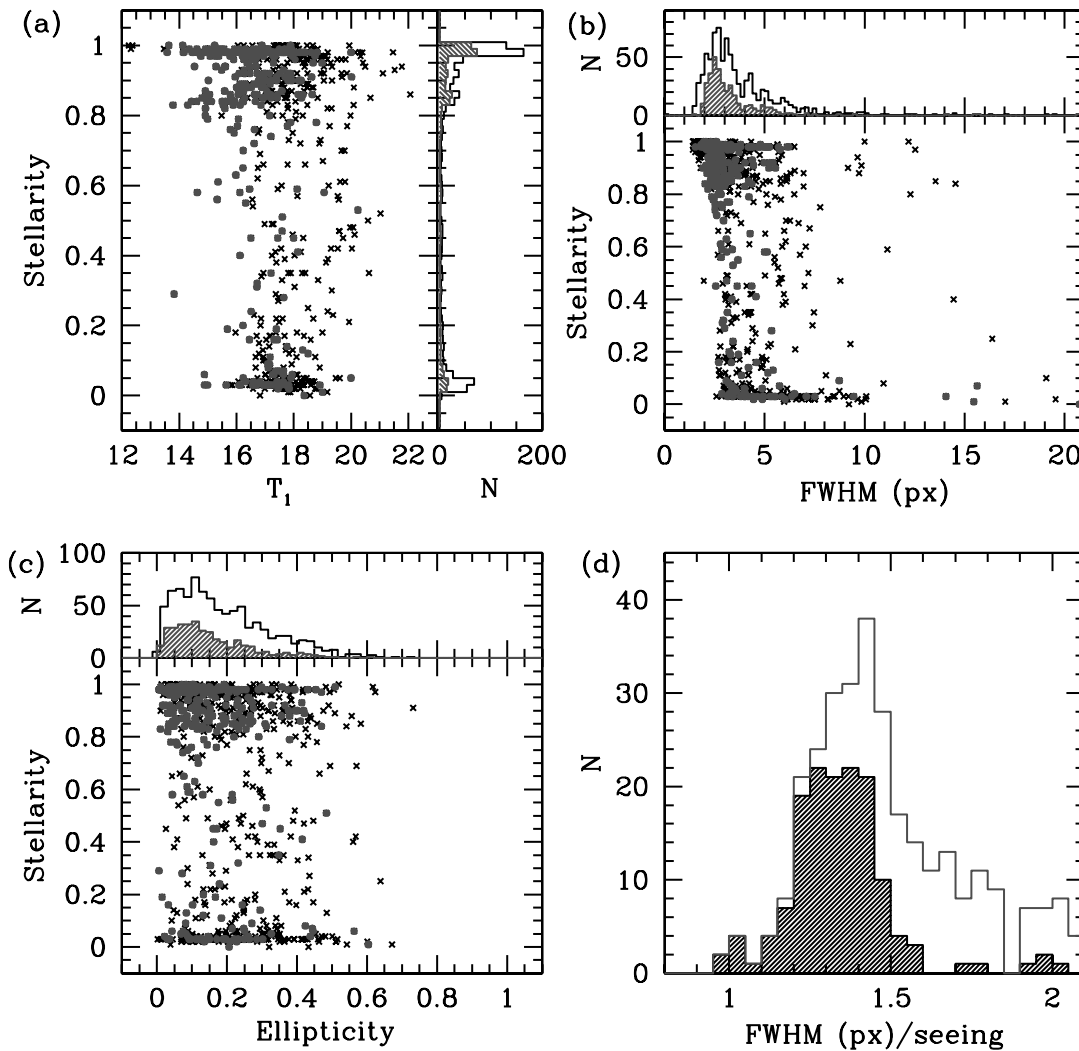 (a)
1
0.8
0.6
0.4
0.2
0
Stellarity
12 14 16 18 20 22 0 200
T1 N
(b)
50
0
N
1
0.8
0.6
0.4
0.2
0
Stellarity
0 5 10 15 20
FWHM (px)
(c)
100
50
0
N
1
0.8
0.6
0.4
0.2
0
Stellarity
0 0.2 0.4 0.6 0.8 1
Ellipticity
(d)
40
30
20
10
0
N
1 1.5 2
FWHM (px)/seeing